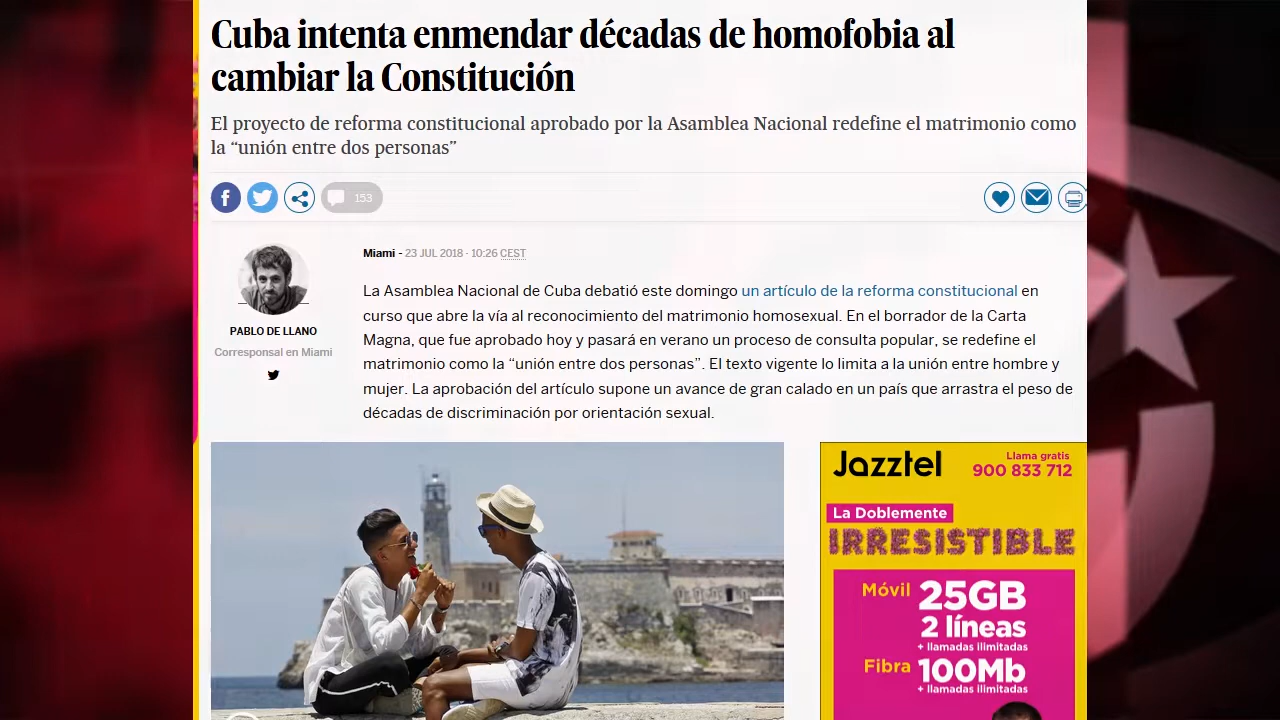 Cuba intenta enmendar décadas de homofobia al
cambiar la Constitución
El proyecto de reforma constitucional aprobado por la Asamblea Nacional redefine el matrimonio como
la “unión entre dos personas”
153
Miami - 23 JUL 2018 - 10:26 CEST
PABLO DE LLANO
Corresponsal en Miami
La Asamblea Nacional de Cuba debatió este domingo un artículo de la reforma constitucional en
curso que abre la vía al reconocimiento del matrimonio homosexual. En el borrador de la Carta
Magna, que fue aprobado hoy y pasará en verano un proceso de consulta popular, se redefine el
matrimonio como la “unión entre dos personas”. El texto vigente lo limita a la unión entre hombre y
mujer. La aprobación del artículo supone un avance de gran calado en un país que arrastra el peso de
décadas de discriminación por orientación sexual.
Jazztel
Llama gratis
900 833 712
La Doblemente
IRRESISTIBLE
Móvil 25GB
2 líneas
+ llamadas ilimitadas
Fibra 100Mb
+ llamadas ilimitadas